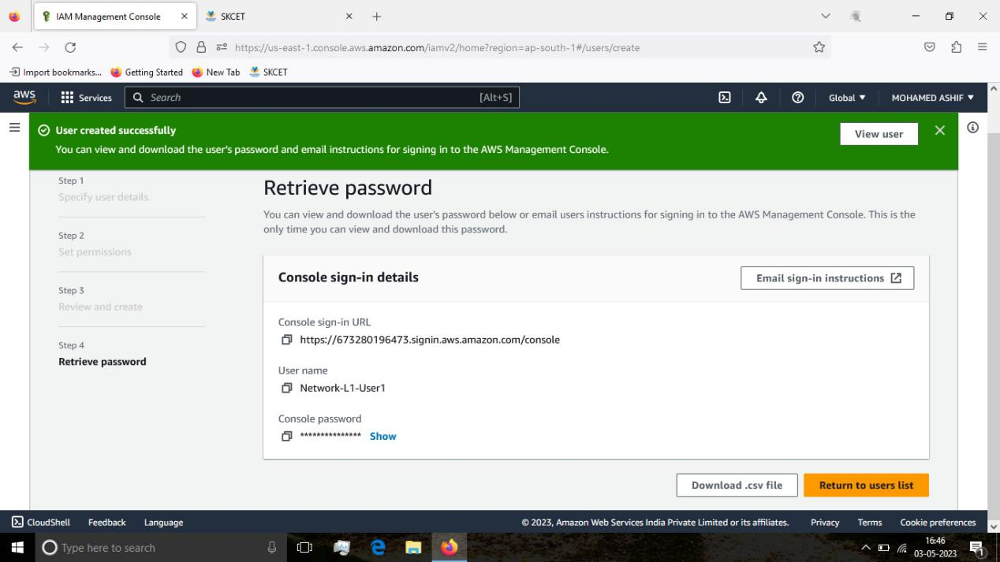 IAM Management Console
SKCET
https://us-east-1.console.aws.amazon.com/iamv2/home?region=ap-south-1#/users/create
Import bookmarks... Getting Started New Tab SKCET
aws Services Search [Alt+S] Global MOHAMED ASHIF
User created successfully
You can view and download the user's password and email instructions for signing in to the AWS Management Console.
View user
Step 1
Specify user details
Step 2
Set permissions
Step 3
Review and create
Step 4
Retrieve password
Retrieve password
You can view and download the user's password below or email users instructions for signing in to the AWS Management Console. This is the
only time you can view and download this password.
Console sign-in details
Email sign-in instructions
Console sign-in URL
https://673280196473.signin.aws.amazon.com/console
User name
Network-L1-User1
Console password
*************** Show
Download .csv file Return to users list
CloudShell Feedback Language © 2023, Amazon Web Services India Private Limited or its affiliates. Privacy Terms Cookie preferences
Type here to search
16:46
03-05-2023
1